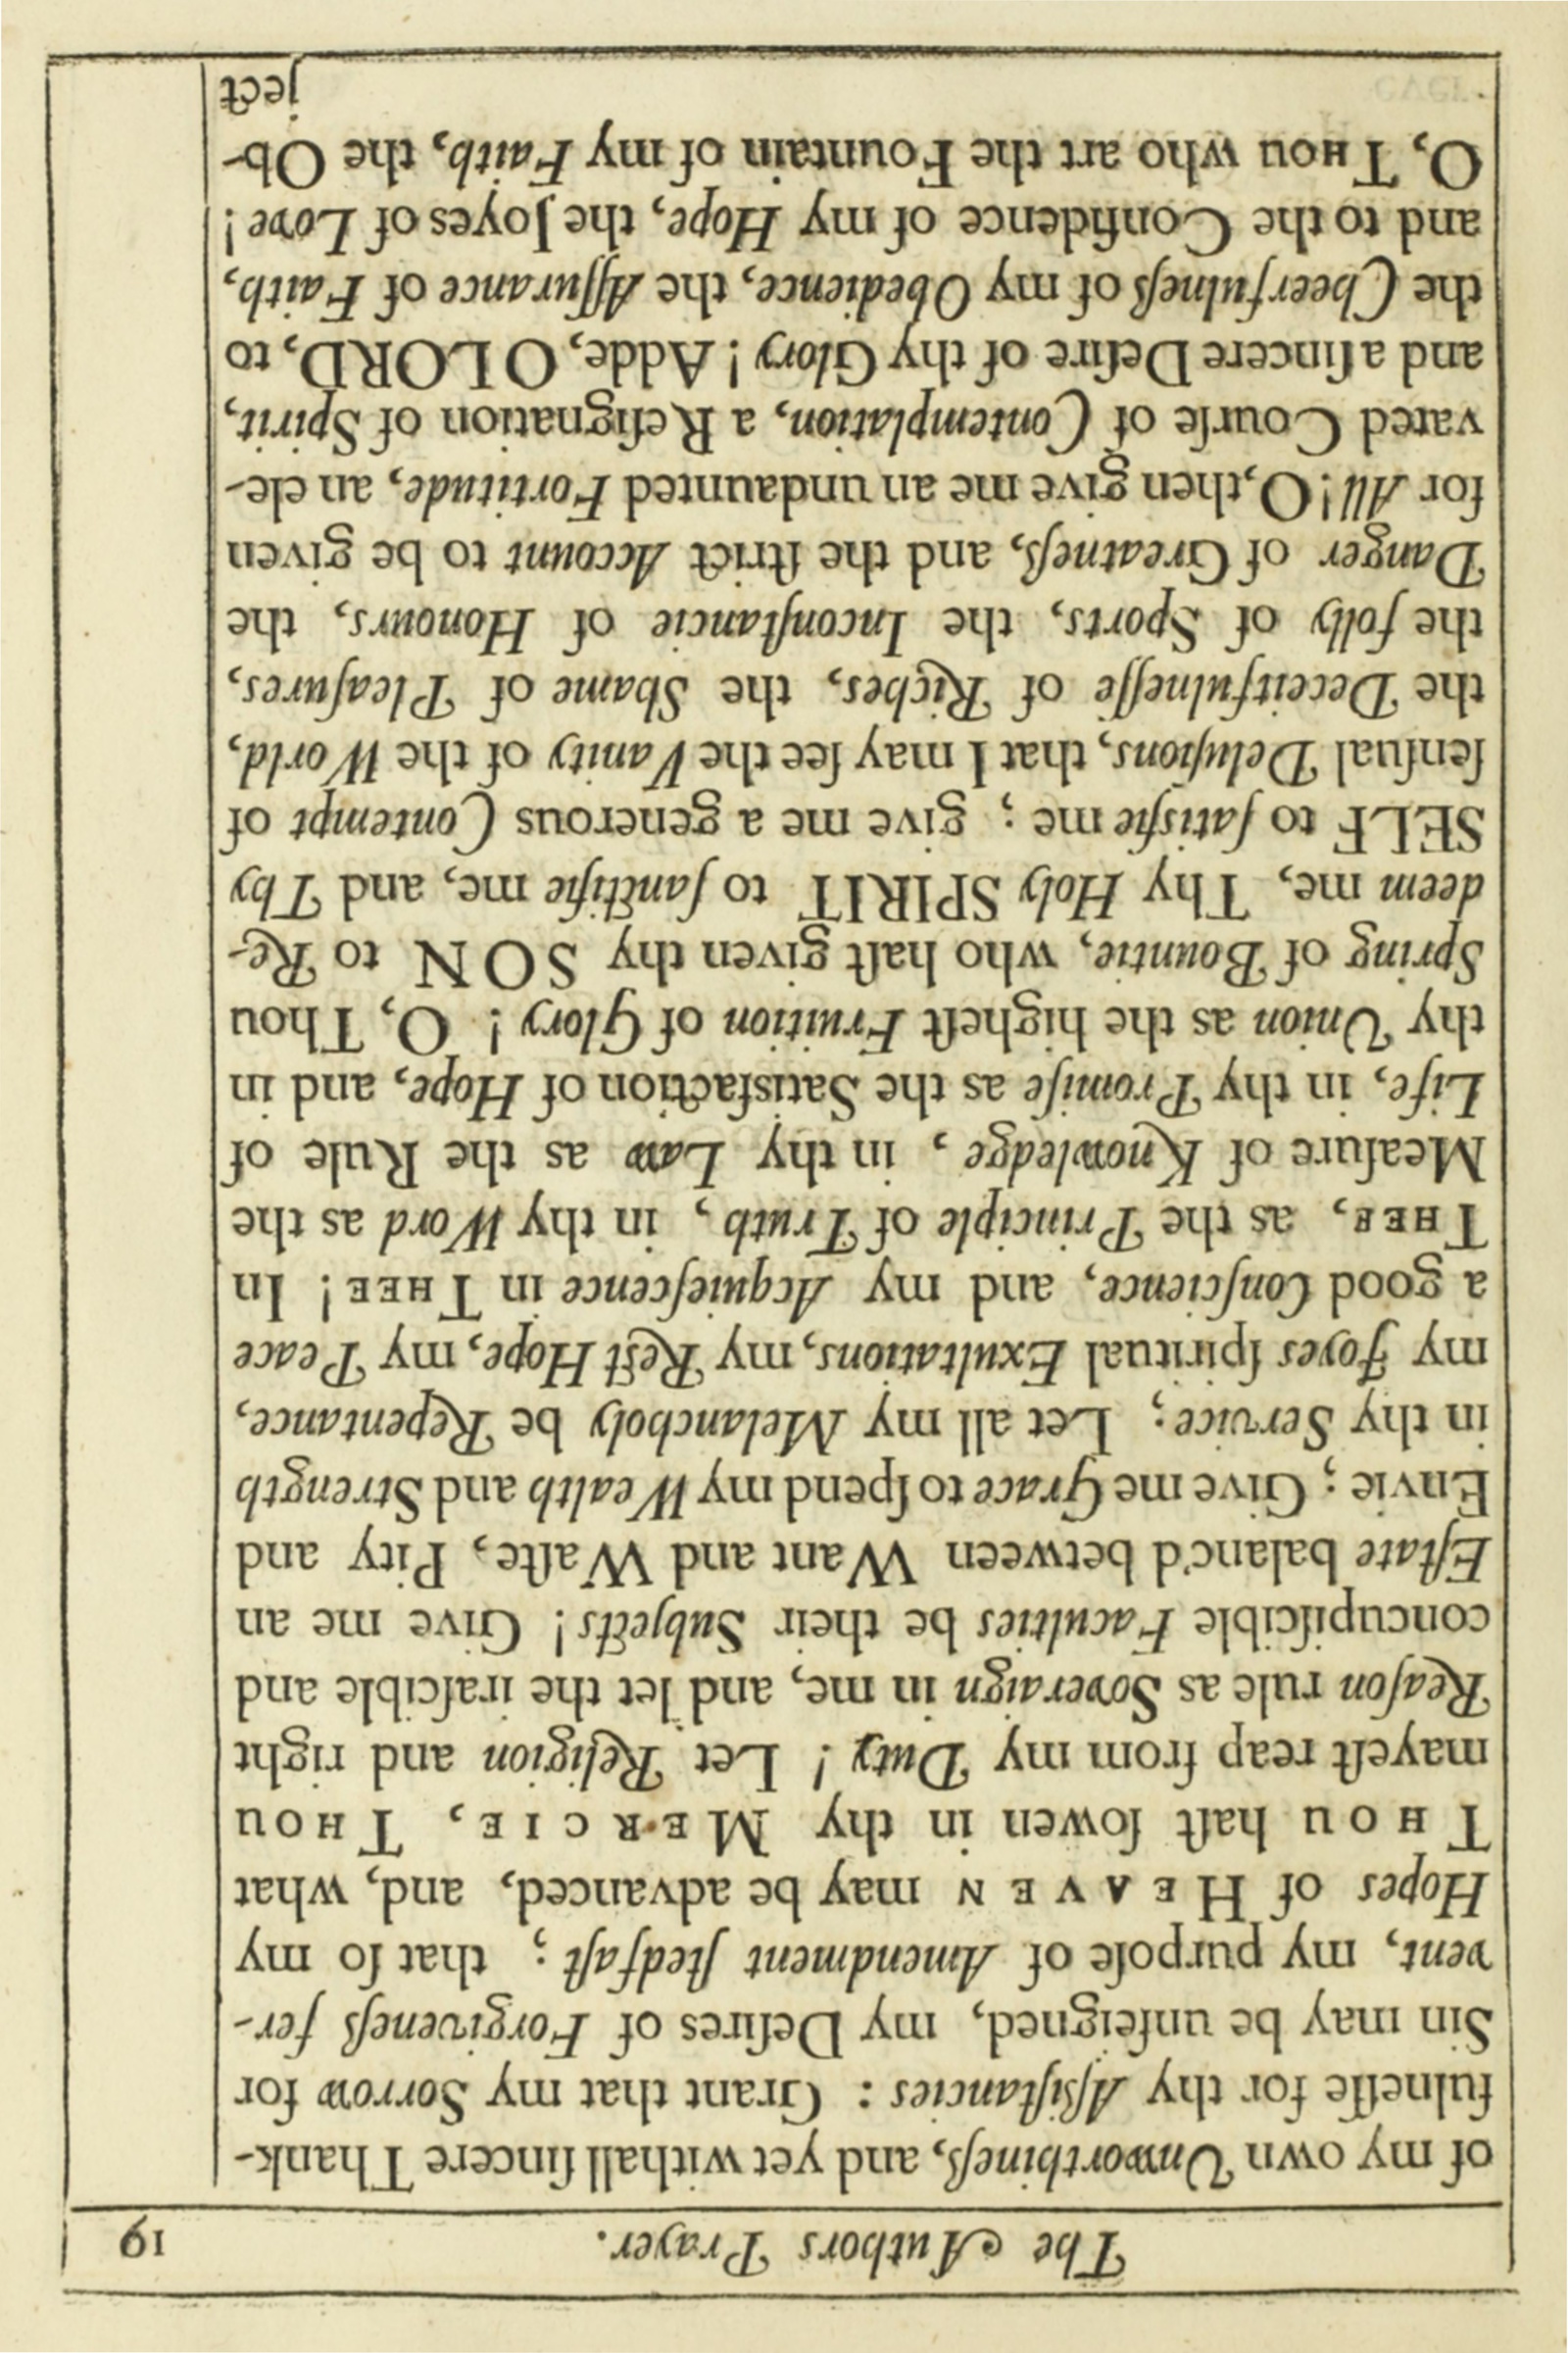 The Authors Prayer. 19
of my own Unworthineſs, and yet withall ſincere Thank-
fulneſſe for thy Aſsiſtancies : Grant that my Sorrow for
Sin may be unfeigned, my Deſires of Forgiveneſs fer-
vent, my purpoſe of Amendment ſtedfaſt ; that ſo my
Hopes of HEAVEN may be advanced, and, what
THOU haſt ſowen in thy MERCIE, THOU
mayeſt reap from my Duty ! Let Religion and right
Reaſon rule as Soveraign in me, and let the iraſcible and
concupiſcible Faculties be their Subjects ! Give me an
Eſtate balanc'd between Want and Waſte, Pity and
Envie ; Give me Grace to ſpend my Wealth and Strength
in thy Service ; Let all my Melancholy be Repentance,
my Joyes ſpiritual Exultations, my Reſt Hope, my Peace
a good Conſcience, and my Acquieſcence in THEE ! In
THEE, as the Principle of Truth, in thy Word as the
Meaſure of Knowledge, in thy Law as the Rule of
Life, in thy Promiſe as the Satisfaction of Hope, and in
thy Union as the higheſt Fruition of Glory ! O, Thou
Spring of Bountie, who haſt given thy SON to Re-
deem me, Thy Holy SPIRIT to ſanctifie me, and Thy
SELF to ſatisfie me ; give me a generous Contempt of
ſenſual Deluſions, that I may ſee the Vanity of the World,
the Deceitfulneſſe of Riches, the Shame of Pleaſures,
the folly of Sports, the Inconſtancie of Honours, the
Danger of Greatneſs, and the ſtrict Account to be given
for All! O, then give me an undaunted Fortitude, an ele-
vated Courſe of Contemplation, a Reſignation of Spirit,
and a ſincere Deſire of thy Glory ! Adde, O LORD, to
the Cheerfulneſs of my Obedience, the Aſſurance of Faith,
and to the Confidence of my Hope, the Joyes of Love !
O, THOU who art the Fountain of my Faith, the Ob-
ject